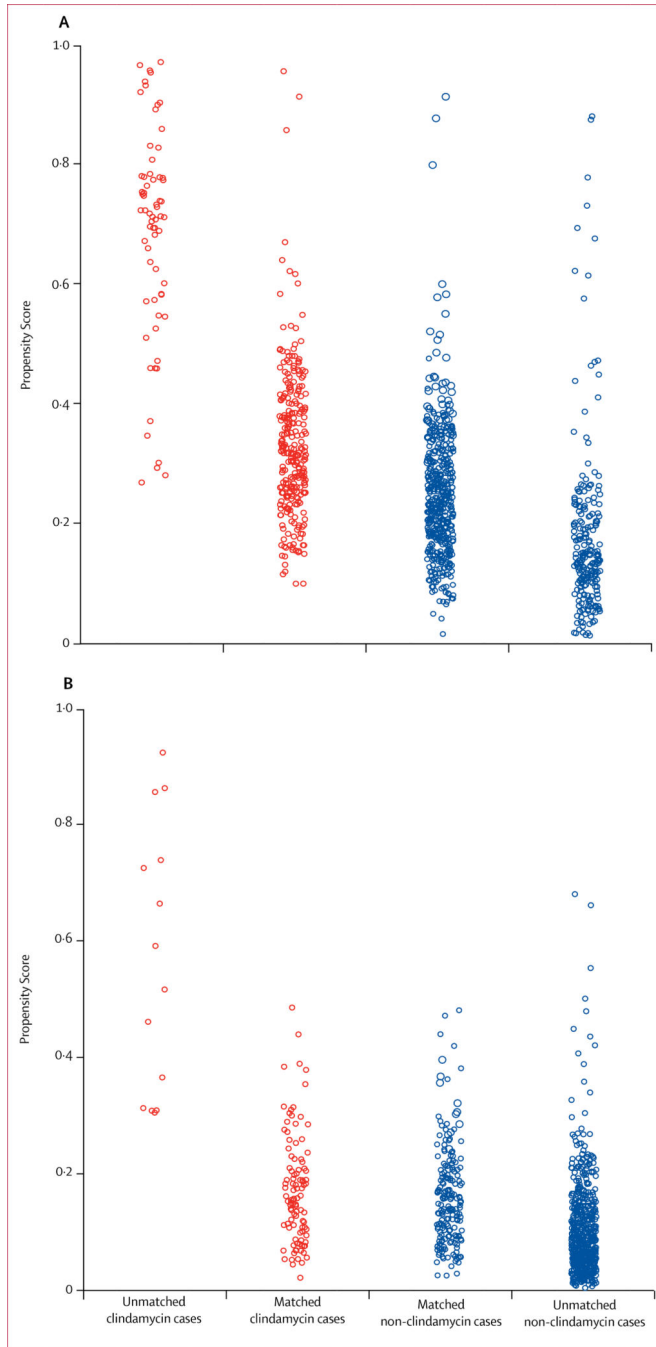 A
1·0
0·8
0·6
0·4
0·2
0
Propensity Score
B
1·0
0·8
0·6
0·4
0·2
0
Propensity Score
Unmatched
clindamycin cases
Matched
clindamycin cases
Matched
non-clindamycin cases
Unmatched
non-clindamycin cases